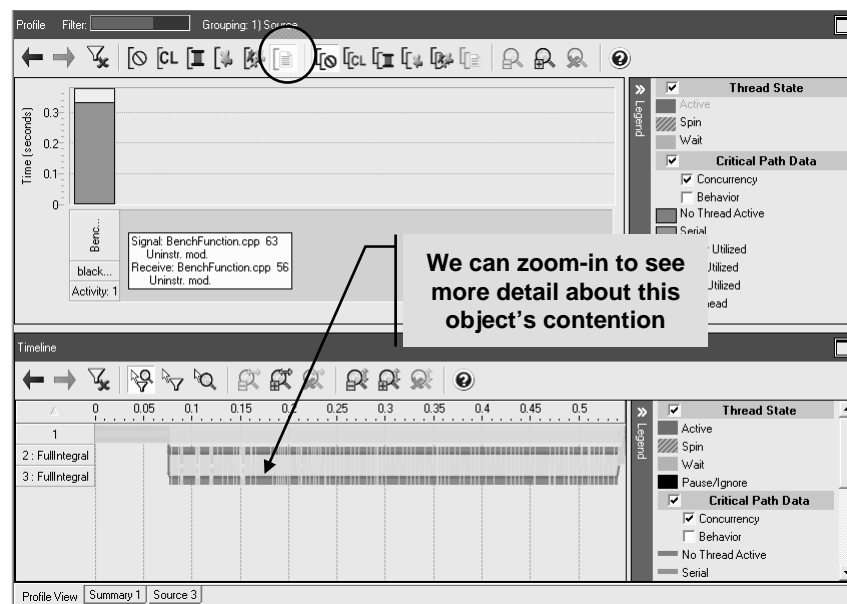 Profile Filter: Grouping: 1) Source
CL CL
Time (seconds)
0.3
0.2
0.1
0
Benc...
black...
Activity: 1
Signal: BenchFunction.cpp 63
Uninstr. mod.
Receive: BenchFunction.cpp 56
Uninstr. mod.
Legend
Thread State
Active
Spin
Wait
Critical Path Data
Concurrency
Behavior
No Thread Active
Serial
Utilized
Utilized
Utilized
We can zoom-in to see
more detail about this
object's contention
Timeline
0 0.05 0.1 0.15 0.2 0.25 0.3 0.35 0.4 0.45 0.5
1
2 : FullIntegral
3 : FullIntegral
Legend
Thread State
Active
Spin
Wait
Pause/Ignore
Critical Path Data
Concurrency
Behavior
No Thread Active
Serial
Profile View Summary 1 Source 3